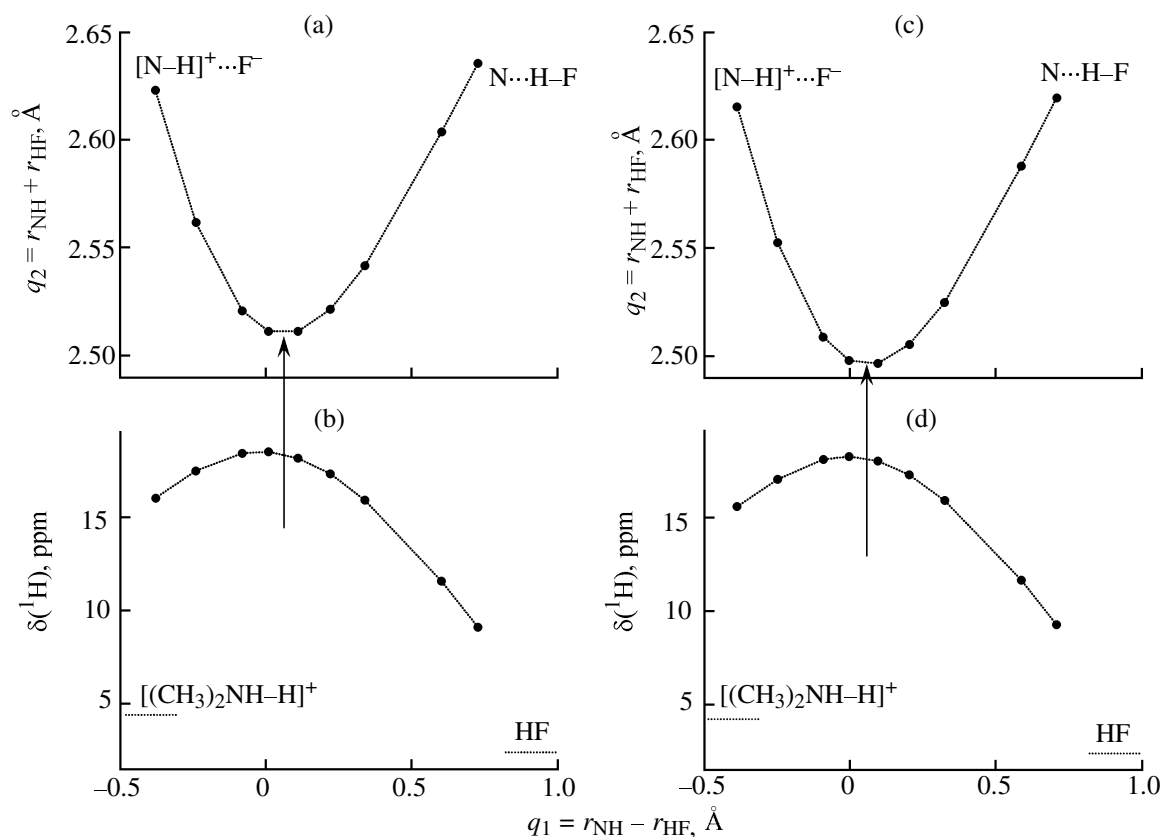 (a)
2.65
[N–H]⁺···F⁻
N···H–F
2.60
2.55
2.50
q₂ = r_NH + r_HF, Å
(b)
15
10
5
δ(¹H), ppm
[(CH₃)₂NH–H]⁺
HF
–0.5
0
0.5
1.0
(c)
2.65
[N–H]⁺···F⁻
N···H–F
2.60
2.55
2.50
q₂ = r_NH + r_HF, Å
(d)
15
10
5
δ(¹H), ppm
[(CH₃)₂NH–H]⁺
HF
–0.5
0
0.5
1.0
q₁ = r_NH – r_HF, Å